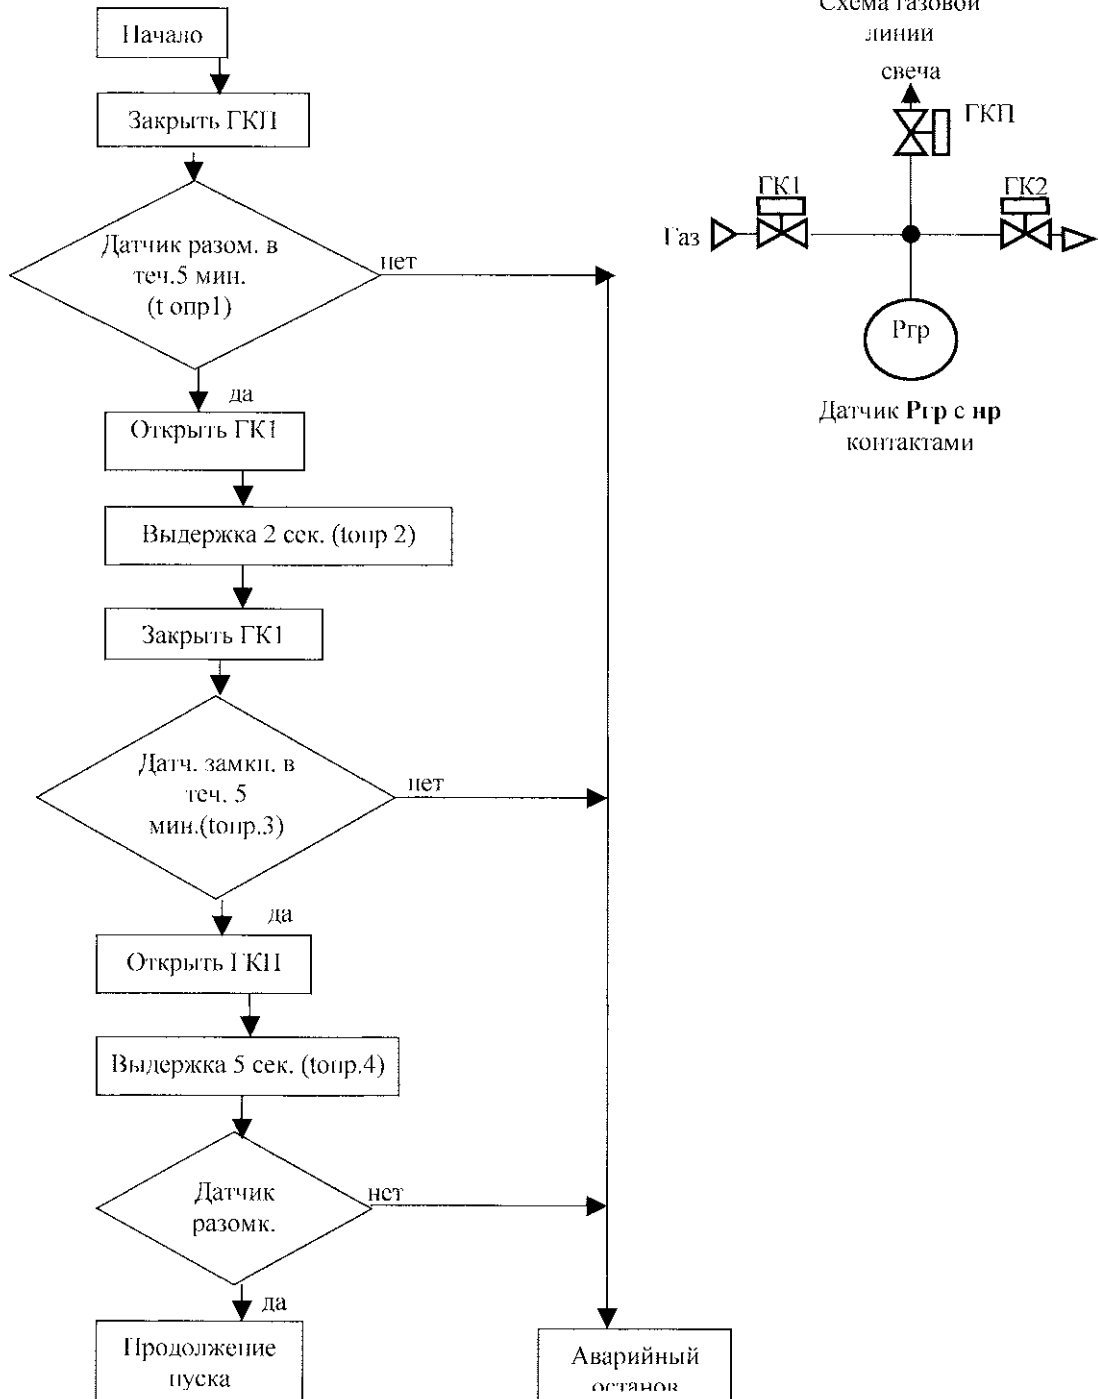 Начало
Закрыть ГКП
Датчик разом. в
теч.5 мин.
(t опр1)
нет
да
Открыть ГК1
Выдержка 2 сек. (tопр 2)
Закрыть ГК1
Датч. замкн. в
теч. 5
мин.(tопр.3)
нет
да
Открыть ГКП
Выдержка 5 сек. (tопр.4)
Датчик
разомк.
нет
да
Продолжение
пуска
Аварийный
останов
Схема газовой
линии
свеча
ГКП
ГК1
ГК2
Газ
Ргр
Датчик Ргр с нр
контактами